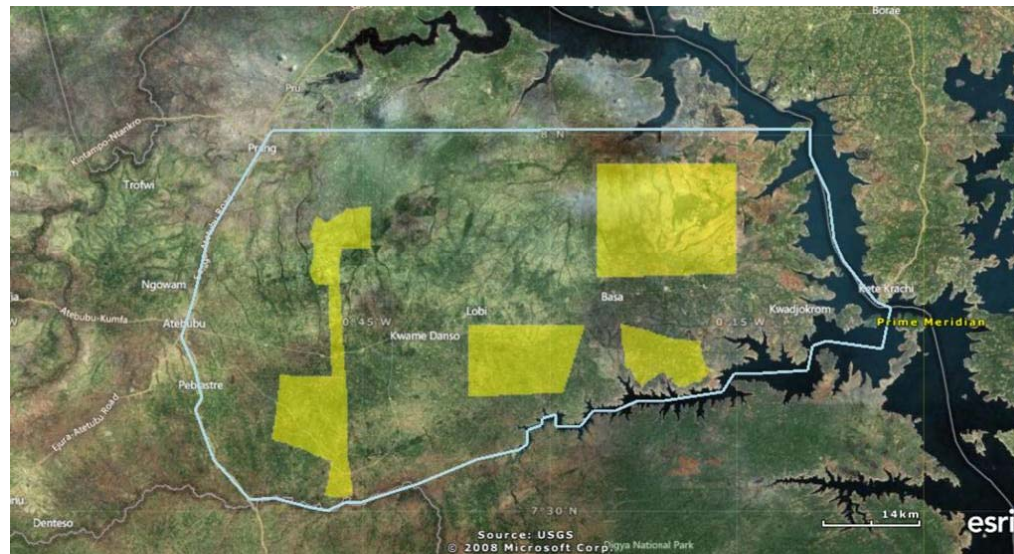 Borae
Pru
Kintampo-Ntankro
Prang
Trofwi
Ngowam
Kete Krachi
Basa
Kwadjokrom
Lobi
Atebubu-Kumfa
Atebubu
0°45 W
0°15 W
Prime Meridian
Kwame Danso
Pebiastre
Ejura-Atetubu Road
7°30 N
14km
Denteso
esri
Source: USGS
© 2008 Microsoft Corp.
Digya National Park